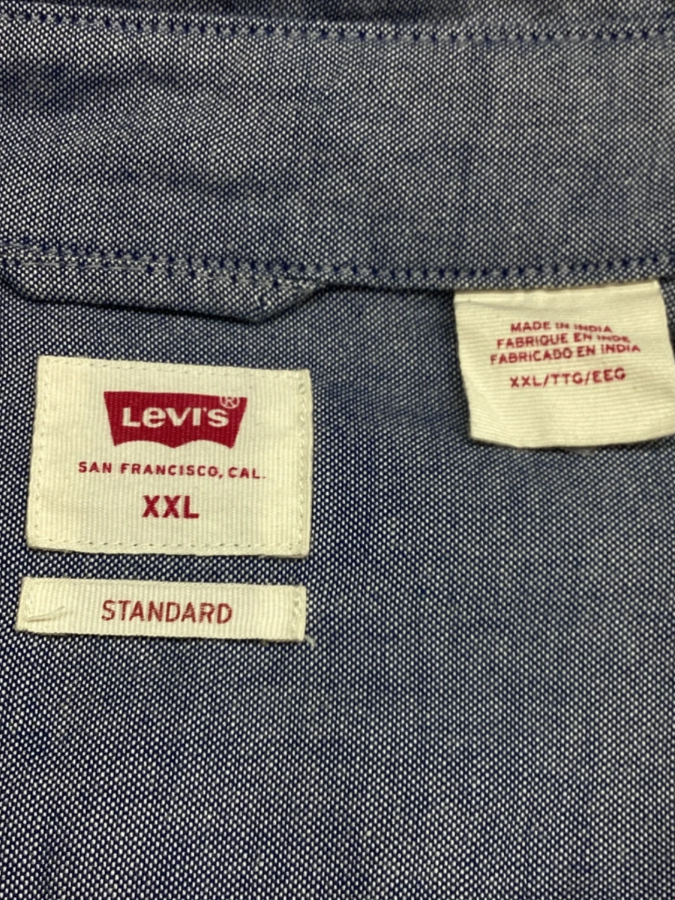 LEVI'S®
SAN FRANCISCO, CAL.
XXL
STANDARD
MADE IN INDIA
FABRIQUE EN INDE
FABRICADO EN INDIA
XXL/TTG/EEG